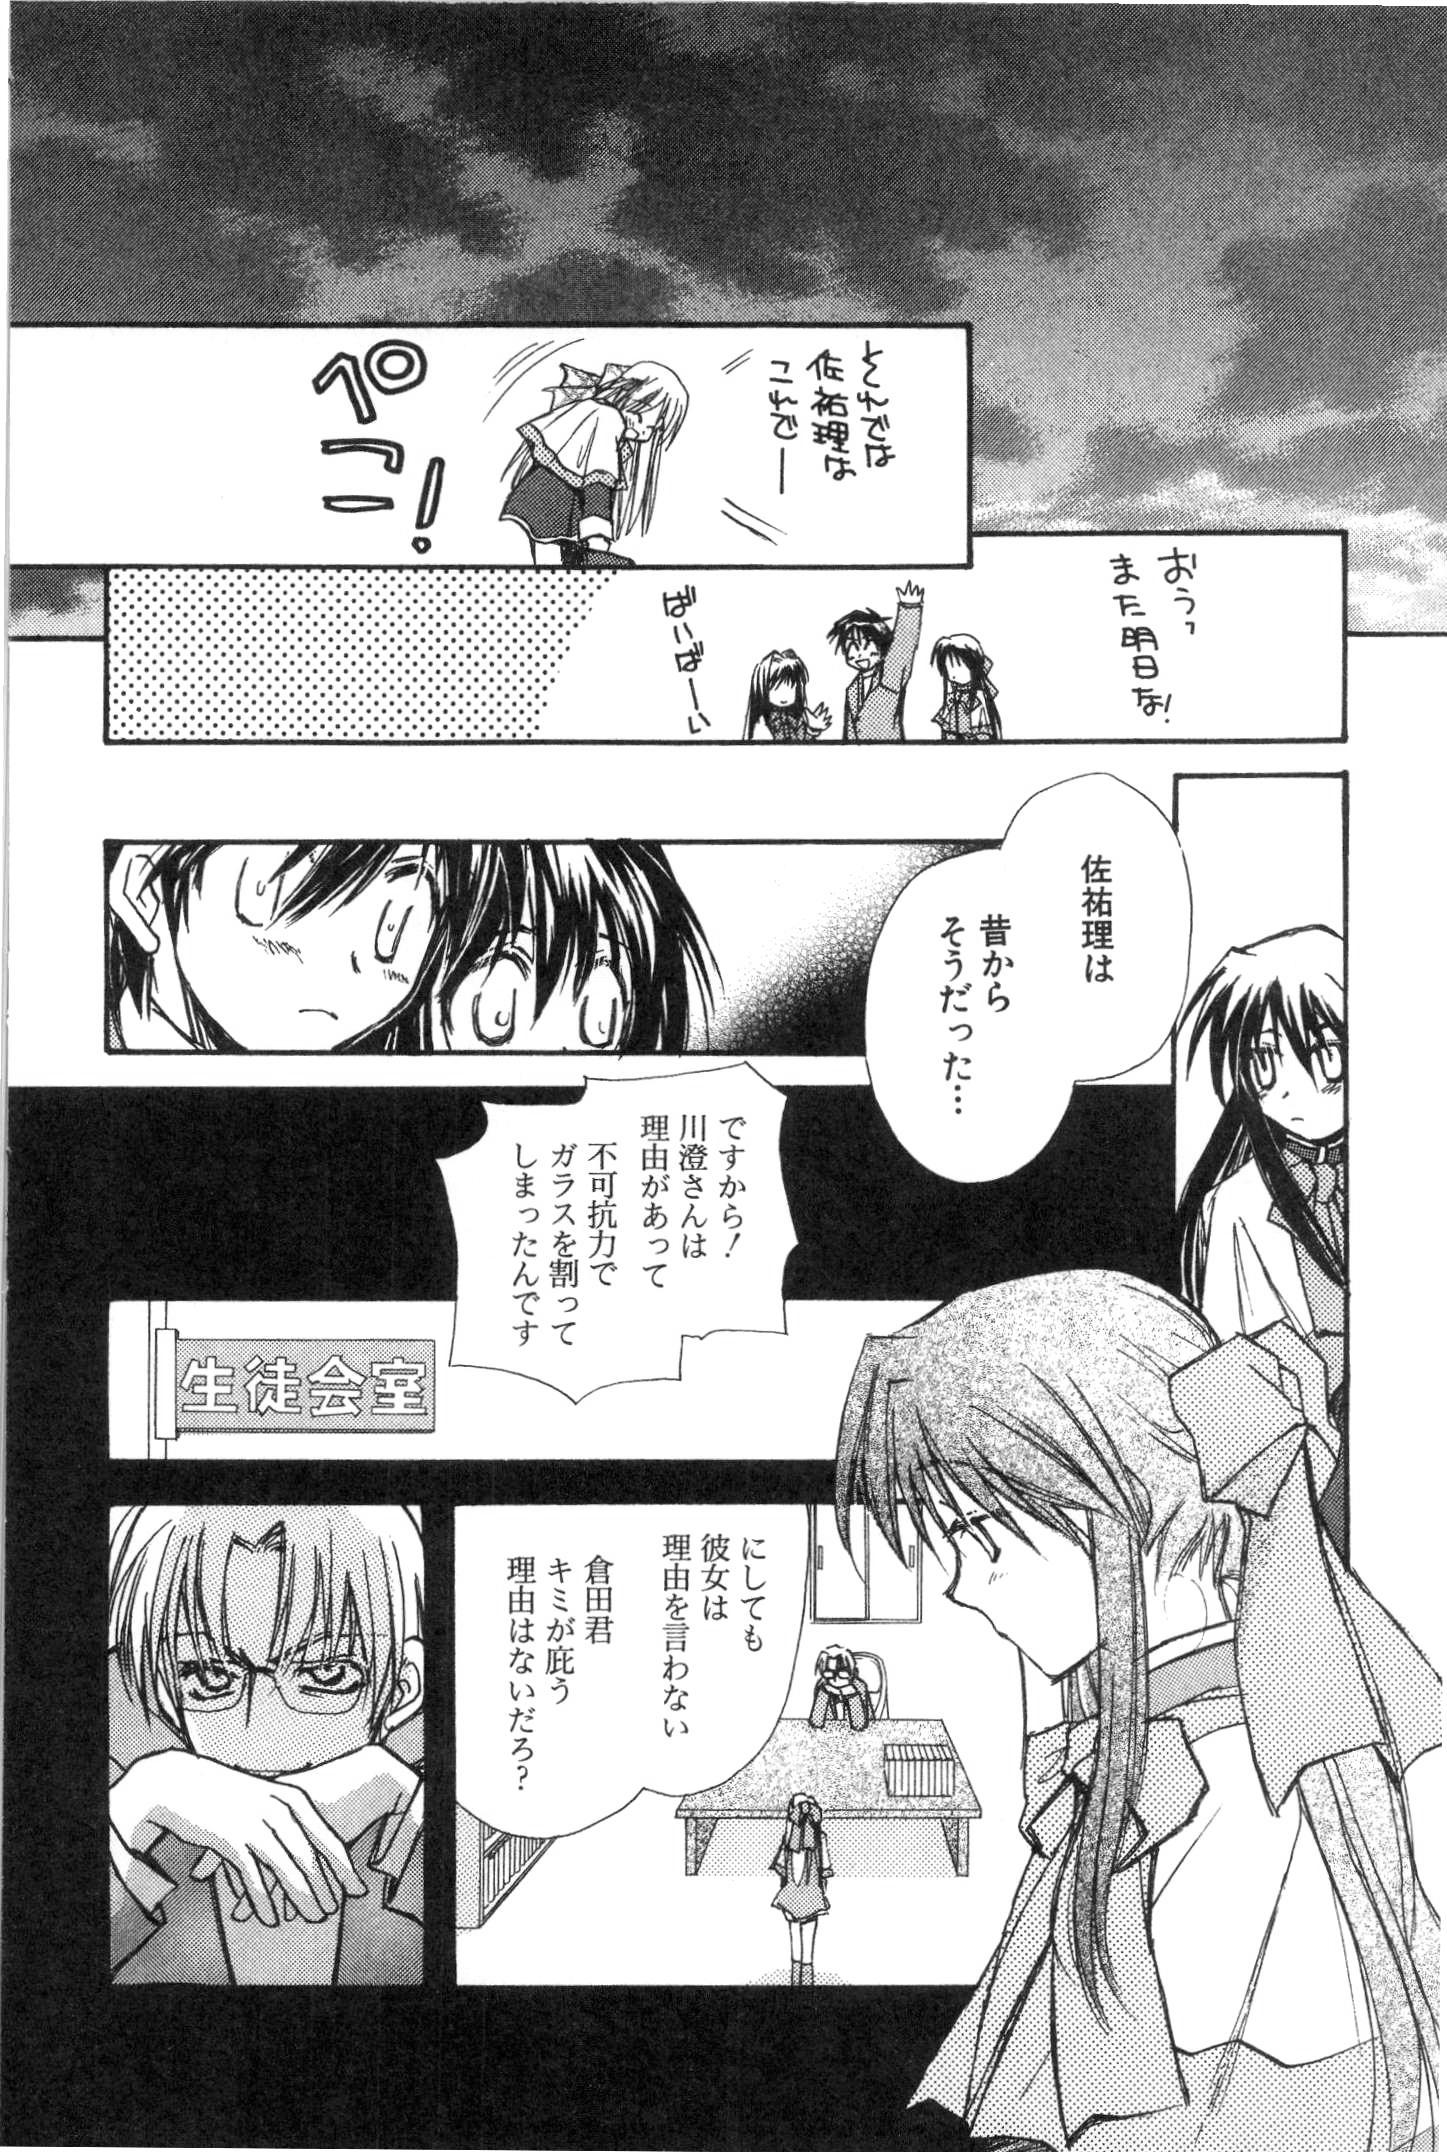 それでは
佐祐理は
これでー
ペコ！
おうっ
また明日な！
ばいばーい
佐祐理は
昔から
そうだった…
ですから！
川澄さんは
理由があって
不可抗力で
ガラスを割って
しまったんです
生徒会室
にしても
彼女は
理由を言わない
倉田君
キミが庇う
理由はないだろ？